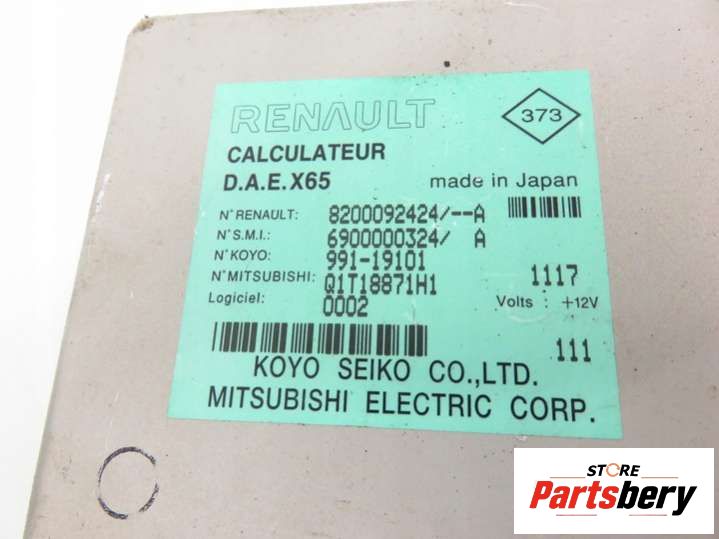 RENAULT
373
CALCULATEUR
D.A.E.X65 made in Japan
N°RENAULT: 8200092424/--A
N°S.M.I.: 6900000324/ A
N°KOYO: 991-19101
N°MITSUBISHI: Q1T18871H1 1117
Logiciel: 0002 Volts : +12V
111
KOYO SEIKO CO.,LTD.
MITSUBISHI ELECTRIC CORP.
STORE
Partsbery